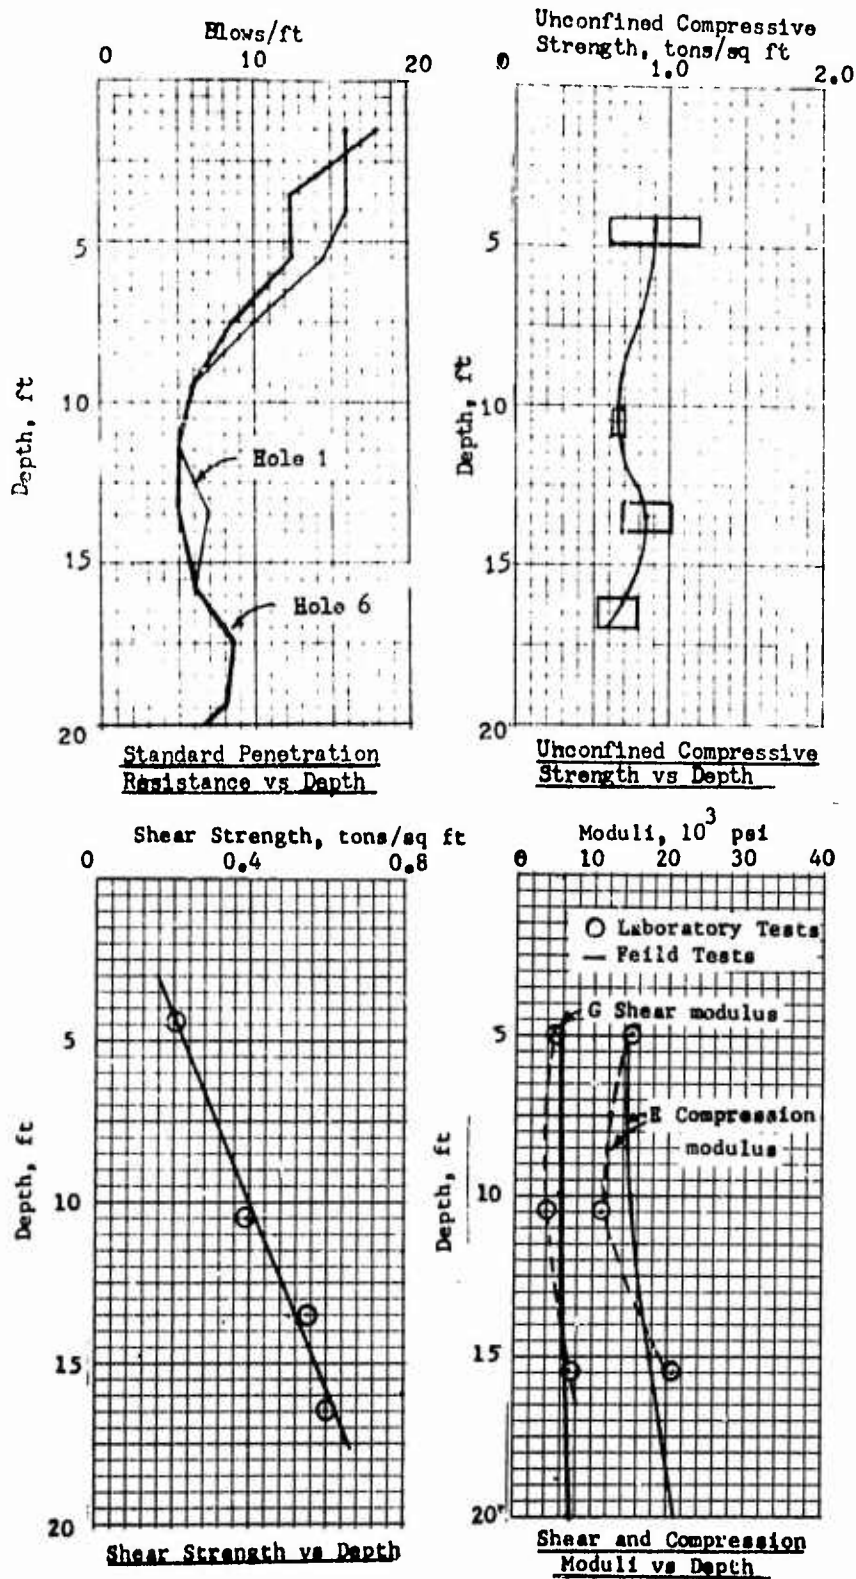 Blows/ft
0 10 20
5
10
15
20
Depth, ft
Hole 1
Hole 6
Standard Penetration
Resistance vs Depth
Unconfined Compressive
Strength, tons/sq ft
0 1.0 2.0
5
10
15
20
Depth, ft
Unconfined Compressive
Strength vs Depth
Shear Strength, tons/sq ft
0 0.4 0.8
5
10
15
20
Depth, ft
Shear Strength vs Depth
Moduli, 10³ psi
0 10 20 30 40
Laboratory Tests
Feild Tests
G Shear modulus
E Compression
modulus
5
10
15
20
Depth, ft
Shear and Compression
Moduli vs Depth